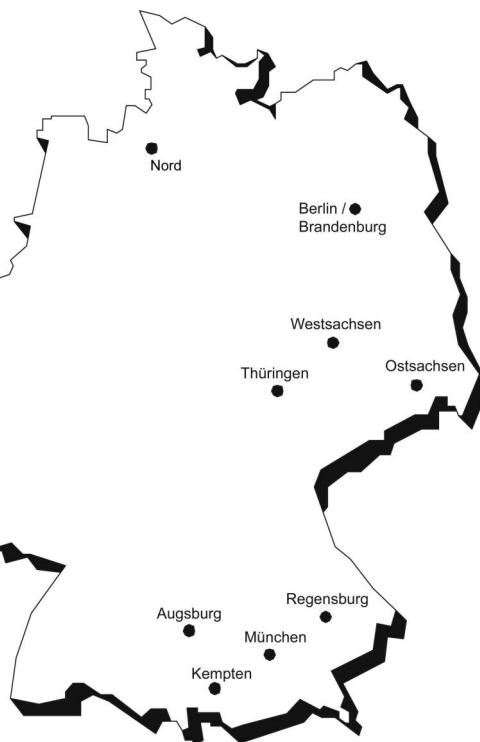 Nord
Berlin /
Brandenburg
Westsachsen
Ostsachsen
Thüringen
Regensburg
Augsburg
München
Kempten